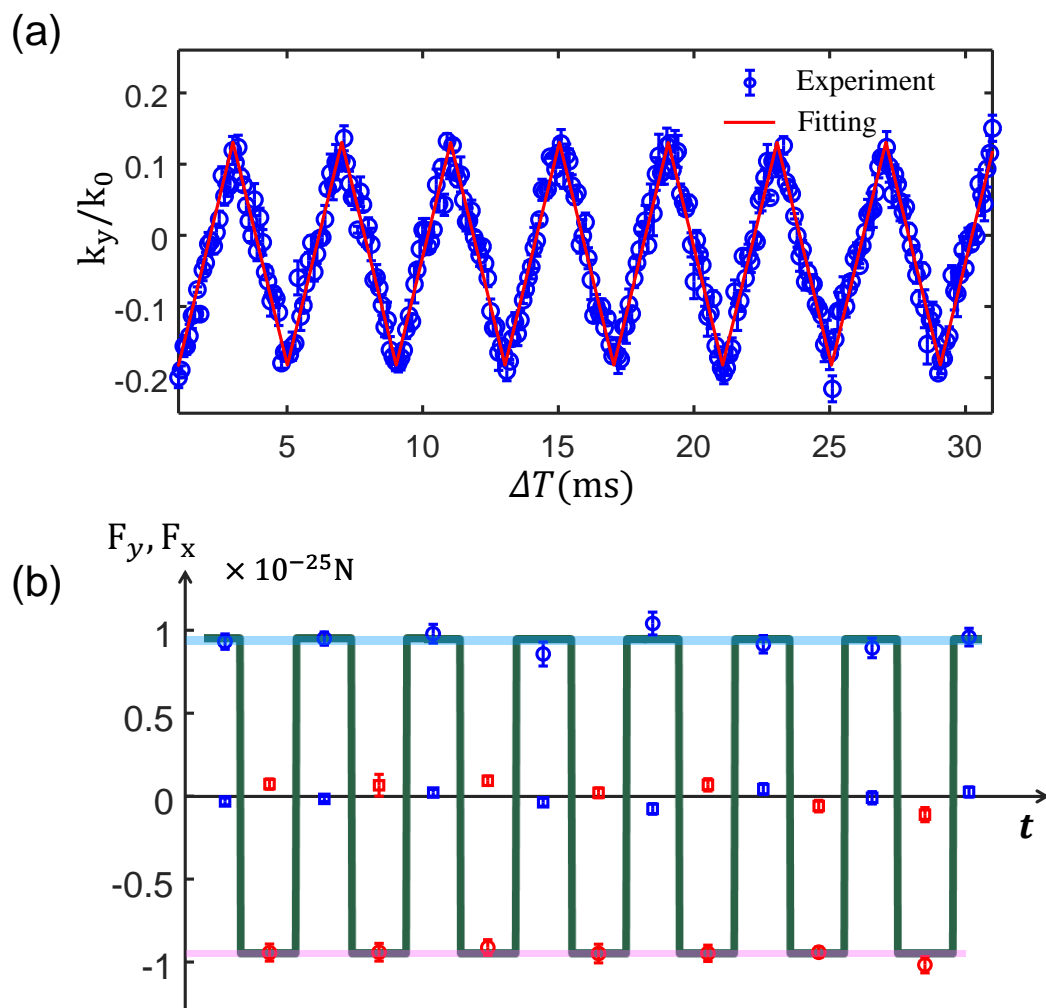 (a)
0.2
0.1
0
-0.1
-0.2
k_y/k_0
Experiment
Fitting
5 10 15 20 25 30
ΔT(ms)
(b)
F_y, F_x
× 10⁻²⁵N
1
0.5
0
-0.5
-1
t